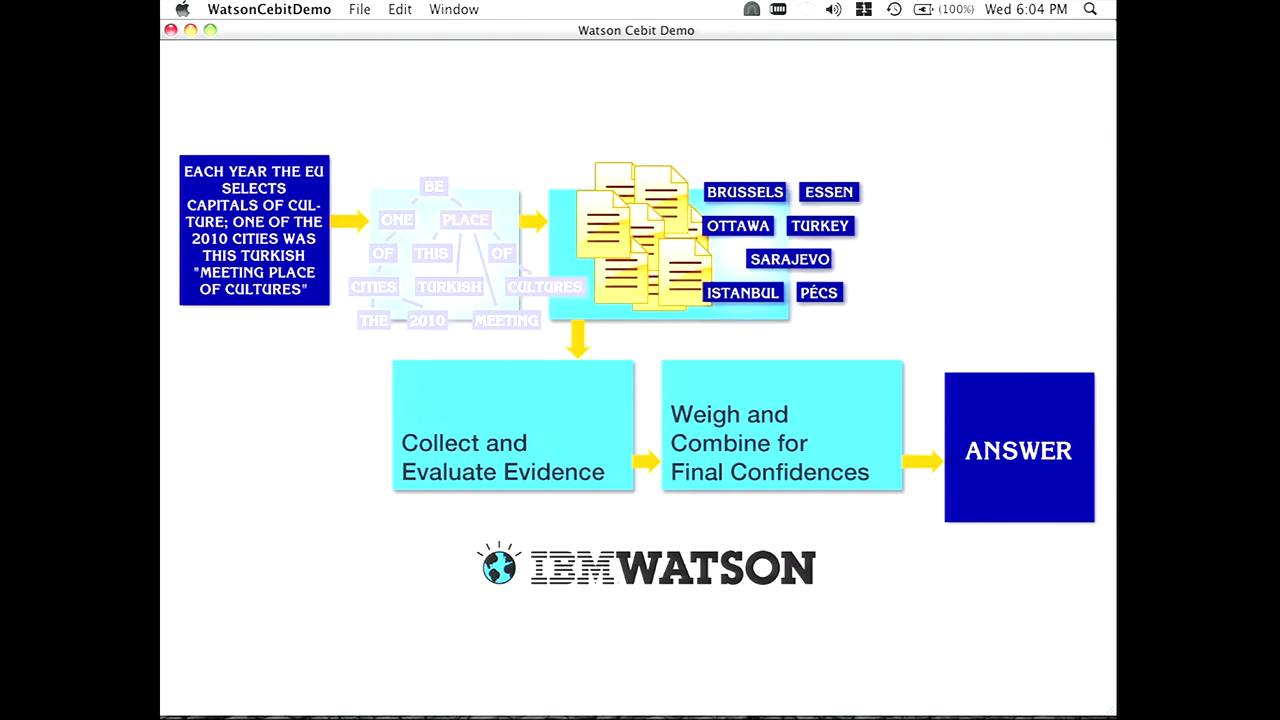 WatsonCebitDemo File Edit Window (100%) Wed 6:04 PM
Watson Cebit Demo
EACH YEAR THE EU
SELECTS
CAPITALS OF CUL-
TURE; ONE OF THE
2010 CITIES WAS
THIS TURKISH
"MEETING PLACE
OF CULTURES"
BE
ONE PLACE
OF THIS OF
CITIES TURKISH CULTURES
THE 2010 MEETING
BRUSSELS ESSEN
OTTAWA TURKEY
SARAJEVO
ISTANBUL PÉCS
Collect and
Evaluate Evidence
Weigh and
Combine for
Final Confidences
ANSWER
IBM WATSON